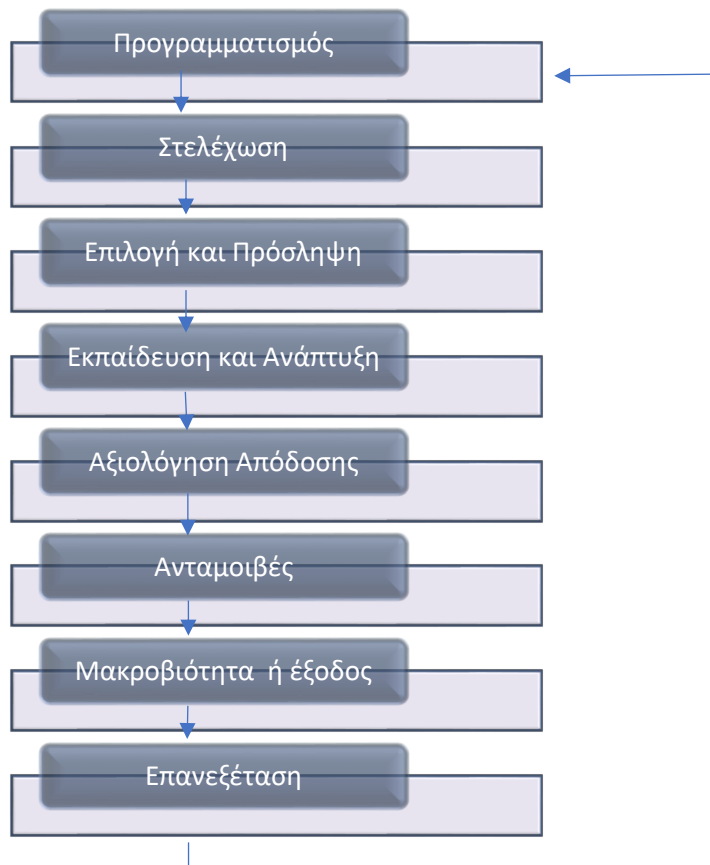 Προγραμματισμός
Στελέχωση
Επιλογή και Πρόσληψη
Εκπαίδευση και Ανάπτυξη
Αξιολόγηση Απόδοσης
Ανταμοιβές
Μακροβιότητα ή έξοδος
Επανεξέταση